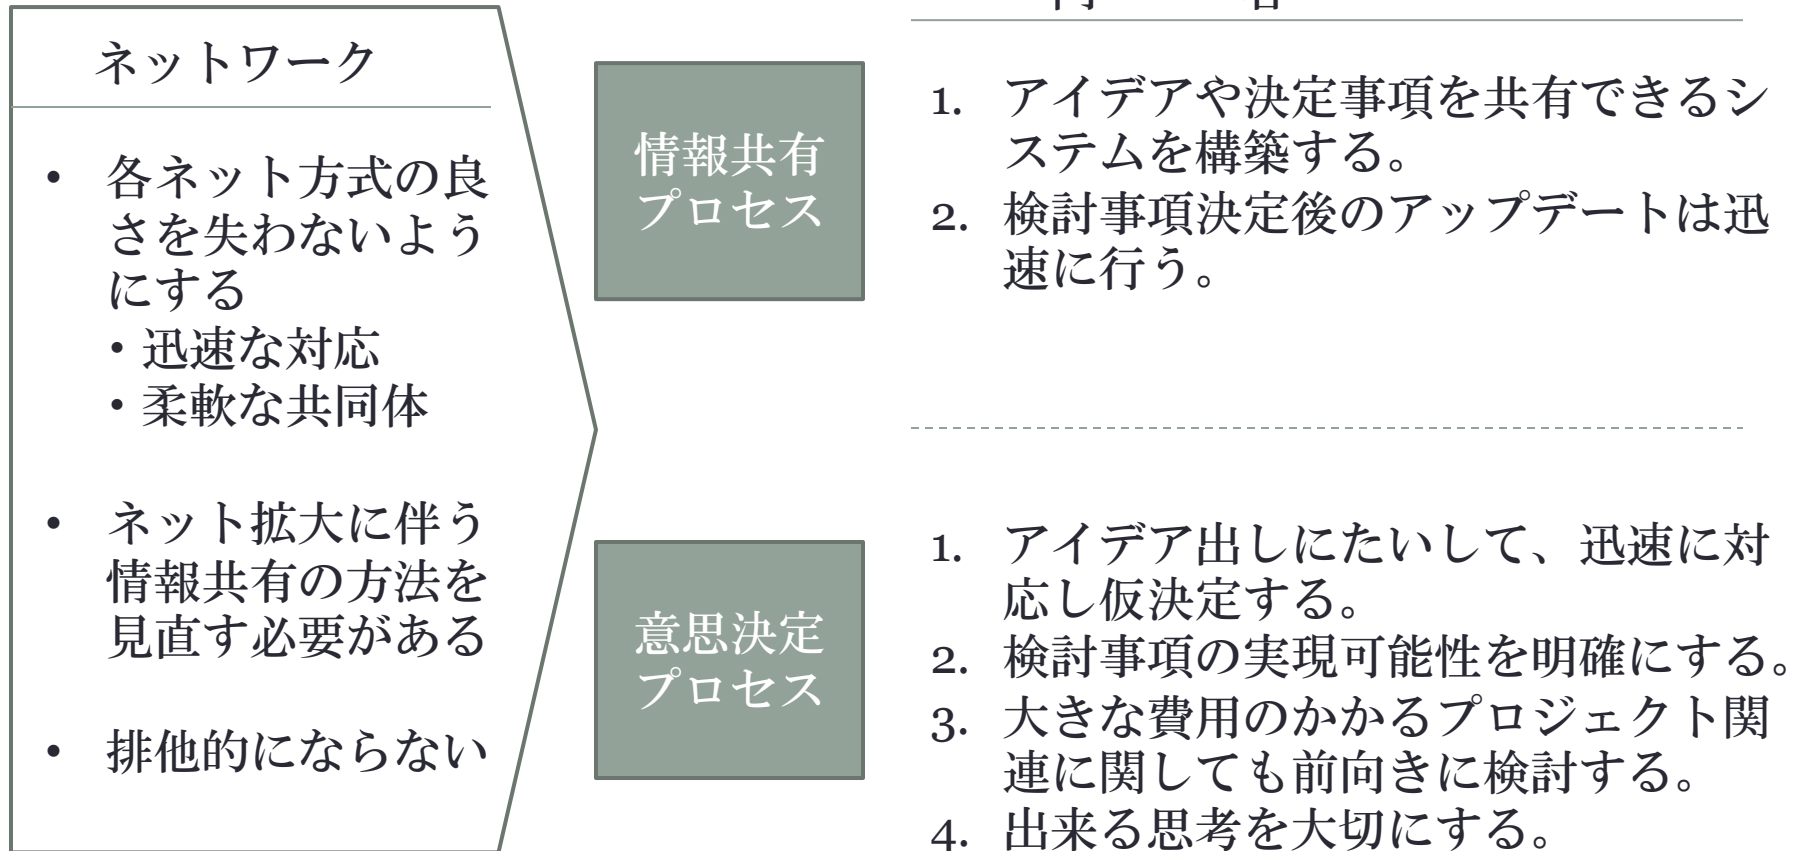 ネットワーク
• 各ネット方式の良
さを失わないよう
にする
・迅速な対応
・柔軟な共同体
• ネット拡大に伴う
情報共有の方法を
見直す必要がある
• 排他的にならない
情報共有
プロセス
1. アイデアや決定事項を共有できるシ
ステムを構築する。
2. 検討事項決定後のアップデートは迅
速に行う。
意思決定
プロセス
1. アイデア出しにたいして、迅速に対
応し仮決定する。
2. 検討事項の実現可能性を明確にする。
3. 大きな費用のかかるプロジェクト関
連に関しても前向きに検討する。
4. 出来る思考を大切にする。